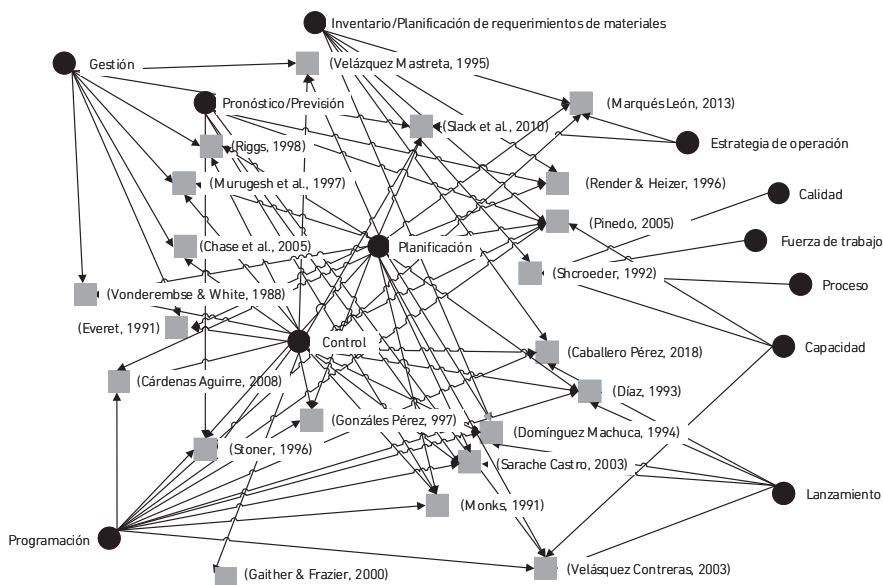 Inventario/Planificación de requerimientos de materiales
Gestión
(Velázquez Mastreta, 1995)
Pronóstico/Previsión
(Marqués León, 2013)
(Slack et al., 2010)
Estrategia de operación
(Riggs, 1998)
(Murugesh et al., 1997)
(Render & Heizer, 1996)
Calidad
(Pinedo, 2005)
(Chase et al., 2005)
Planificación
Fuerza de trabajo
(Shcroeder, 1992)
Proceso
(Vonderembse & White, 1988)
(Everet, 1991)
Control
(Caballero Pérez, 2018)
Capacidad
(Cárdenas Aguirre, 2008)
(Díaz, 1993)
(Gonzáles Pérez, 997)
(Domínguez Machuca, 1994)
(Stoner, 1996)
(Sarache Castro, 2003)
Lanzamiento
(Monks, 1991)
Programación
(Velásquez Contreras, 2003)
(Gaither & Frazier, 2000)